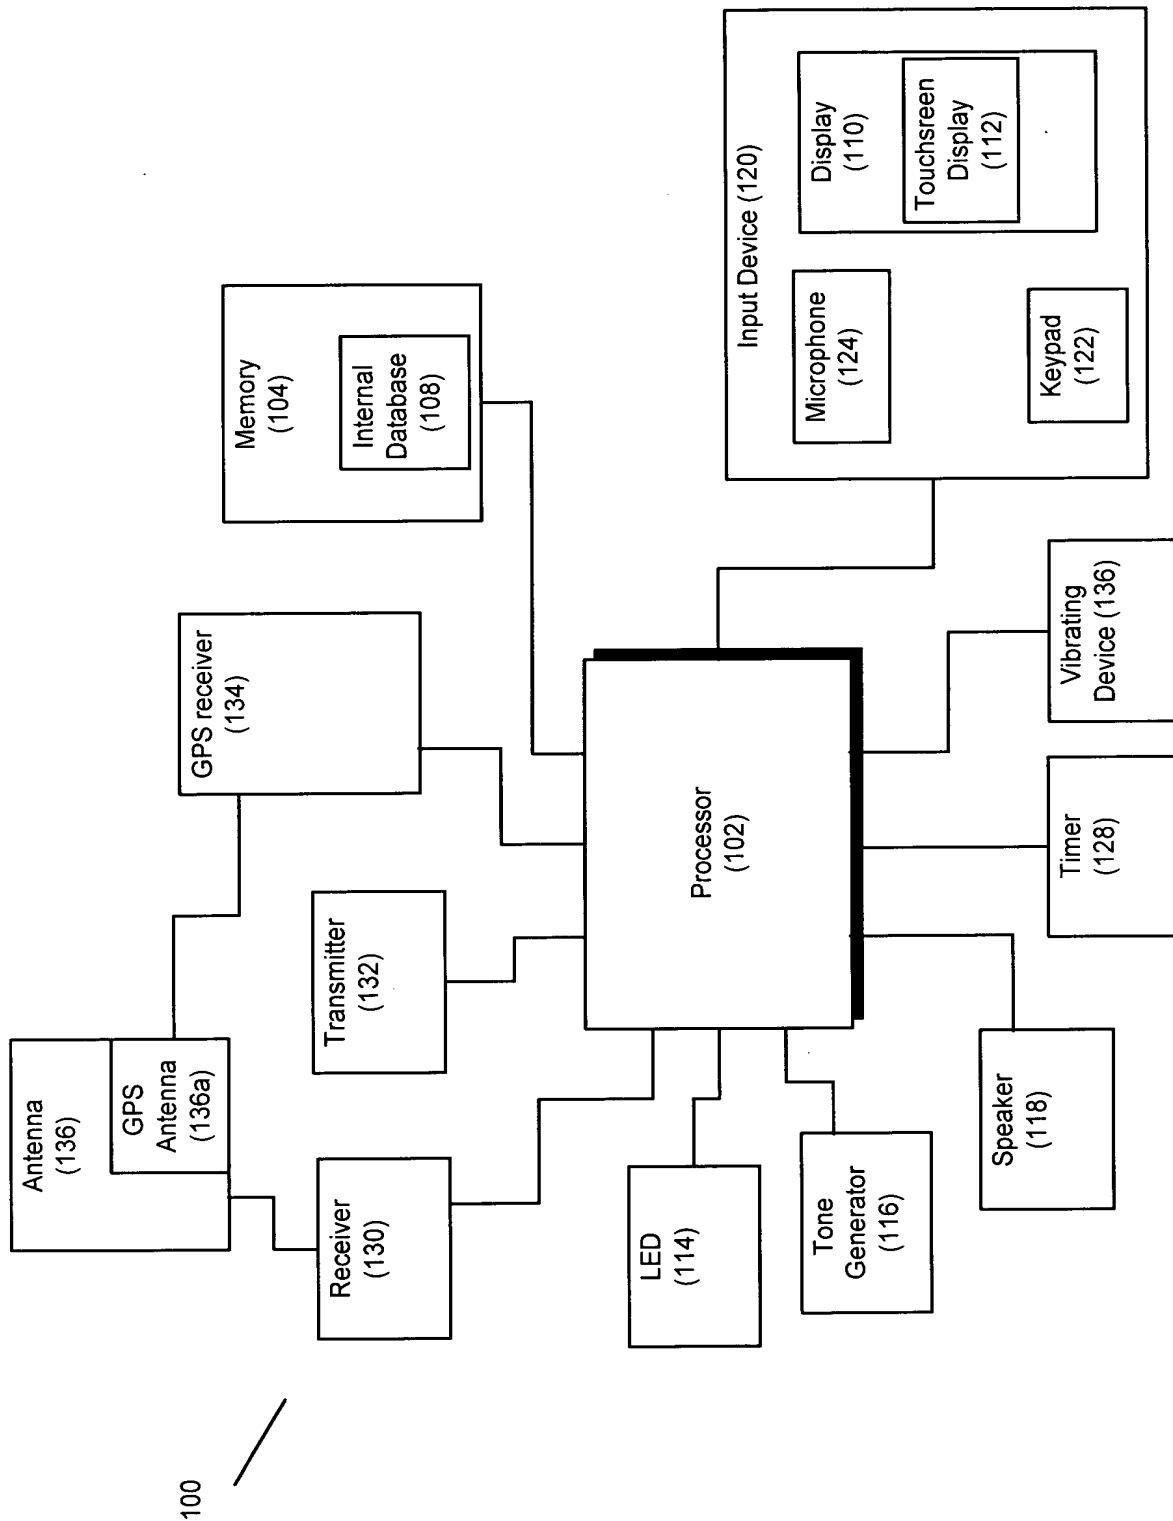 100
Antenna
(136)
GPS
Antenna
(136a)
GPS receiver
(134)
Memory
(104)
Internal
Database
(108)
Receiver
(130)
Transmitter
(132)
Processor
(102)
LED
(114)
Tone
Generator
(116)
Speaker
(118)
Timer
(128)
Vibrating
Device (136)
Input Device (120)
Microphone
(124)
Display
(110)
Touchsreen
Display
(112)
Keypad
(122)